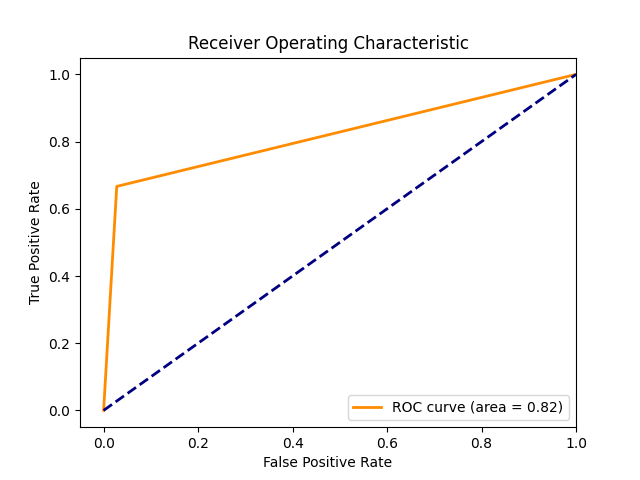 Receiver Operating Characteristic
True Positive Rate
1.0
0.8
0.6
0.4
0.2
0.0
ROC curve (area = 0.82)
0.0 0.2 0.4 0.6 0.8 1.0
False Positive Rate